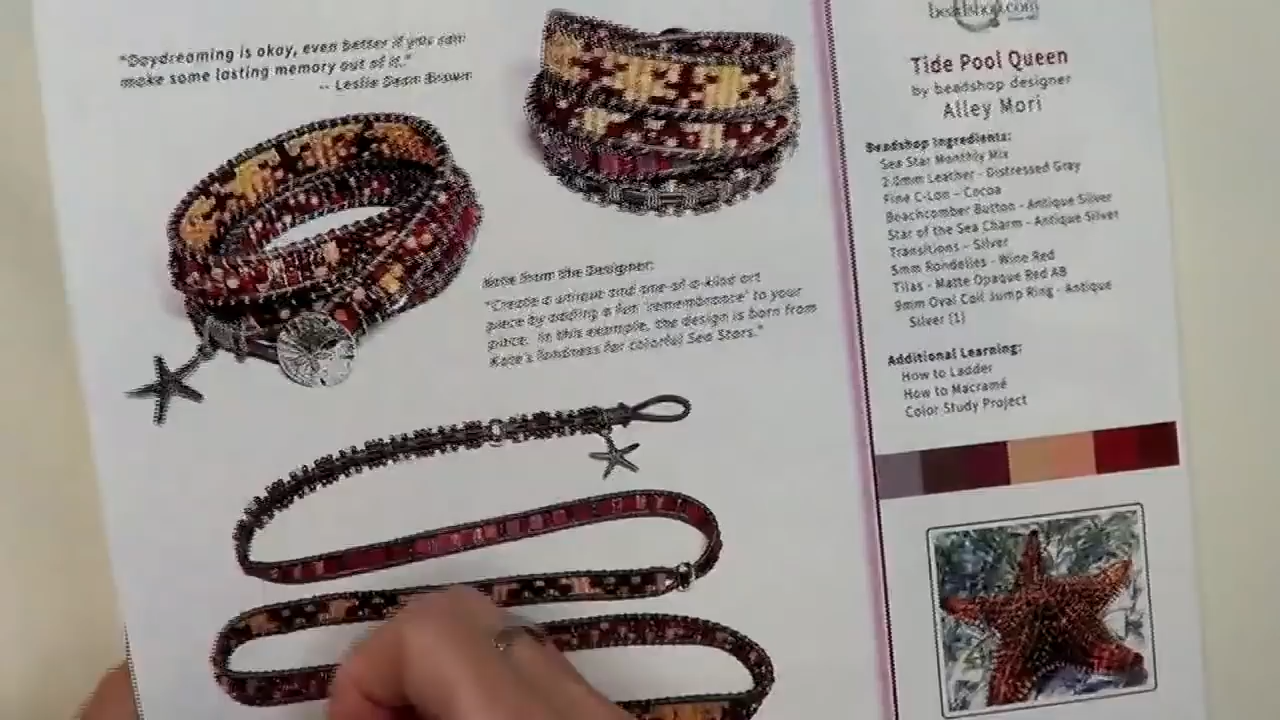 "Daydreaming is okay, even better if you can
make some lasting memory out of it."
-- Leslie Dean Brown
Note from the Designer:
"Create a unique and one-of-a-kind art
piece by adding a fun 'remembrance' to your
piece. In this example, the design is born from
Kate's fondness for colorful Sea Stars."
beadshop.com
Tide Pool Queen
by beadshop designer
Alley Mori
Beadshop Ingredients:
Sea Star Monthly Mix
2.0mm Leather - Distressed Gray
Fine C-Lon - Cocoa
Beachcomber Button - Antique Silver
Star of the Sea Charm - Antique Silver
Transitions - Silver
5mm Rondelles - Wine Red
Tilas - Matte Opaque Red AB
9mm Oval Coil Jump Ring - Antique
Silver (1)
Additional Learning:
How to Ladder
How to Macramé
Color Study Project